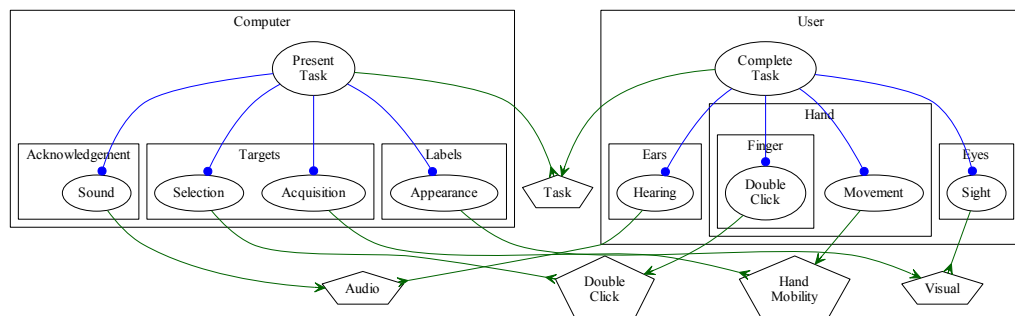 Computer
User
Present
Task
Complete
Task
Hand
Acknowledgement
Targets
Labels
Ears
Finger
Eyes
Sound
Selection
Acquisition
Appearance
Task
Hearing
Double
Click
Movement
Sight
Audio
Double
Click
Hand
Mobility
Visual